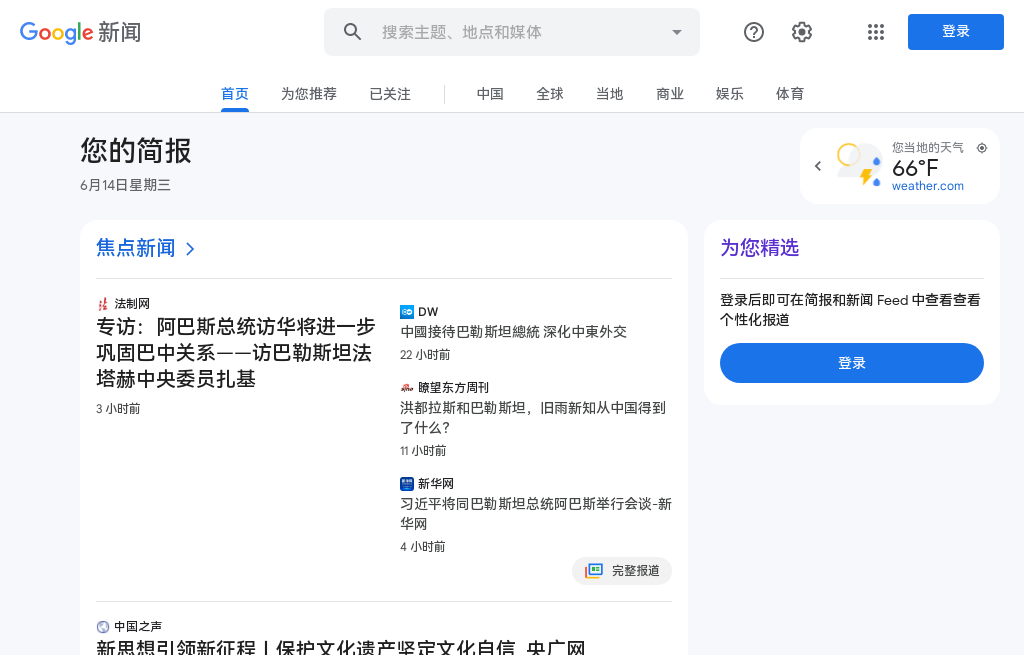 Google 新闻
搜索主题、地点和媒体
登录
首页
为您推荐
已关注
中国
全球
当地
商业
娱乐
体育
您的简报
6月14日星期三
您当地的天气
66°F
weather.com
焦点新闻
法制网
专访：阿巴斯总统访华将进一步
巩固巴中关系——访巴勒斯坦法
塔赫中央委员扎基
3 小时前
DW
中國接待巴勒斯坦總統 深化中東外交
22 小时前
瞭望东方周刊
洪都拉斯和巴勒斯坦，旧雨新知从中国得到
了什么？
11 小时前
新华网
习近平将同巴勒斯坦总统阿巴斯举行会谈-新
华网
4 小时前
完整报道
中国之声
新思想引领新征程丨保护文化遗产坚定文化自信_央广网
为您精选
登录后即可在简报和新闻 Feed 中查看查看
个性化报道
登录